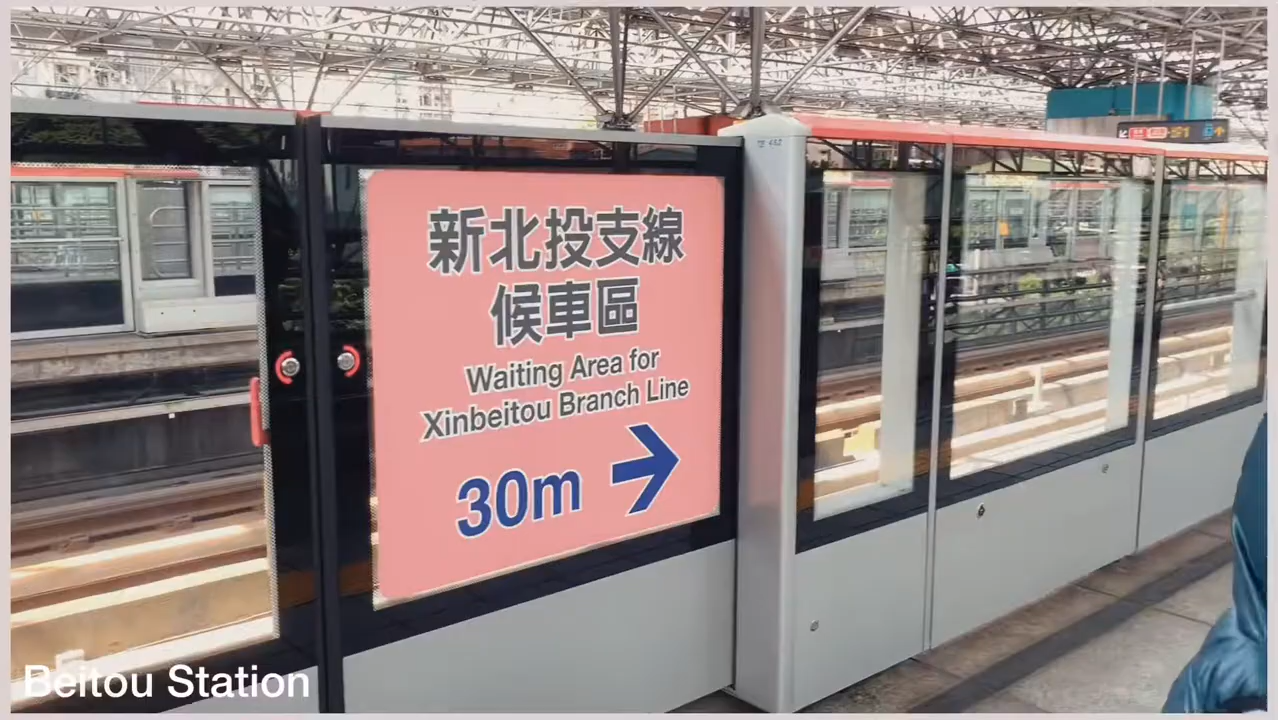 新北投支線
候車區
Waiting Area for
Xinbeitou Branch Line
30m →
Beitou Station